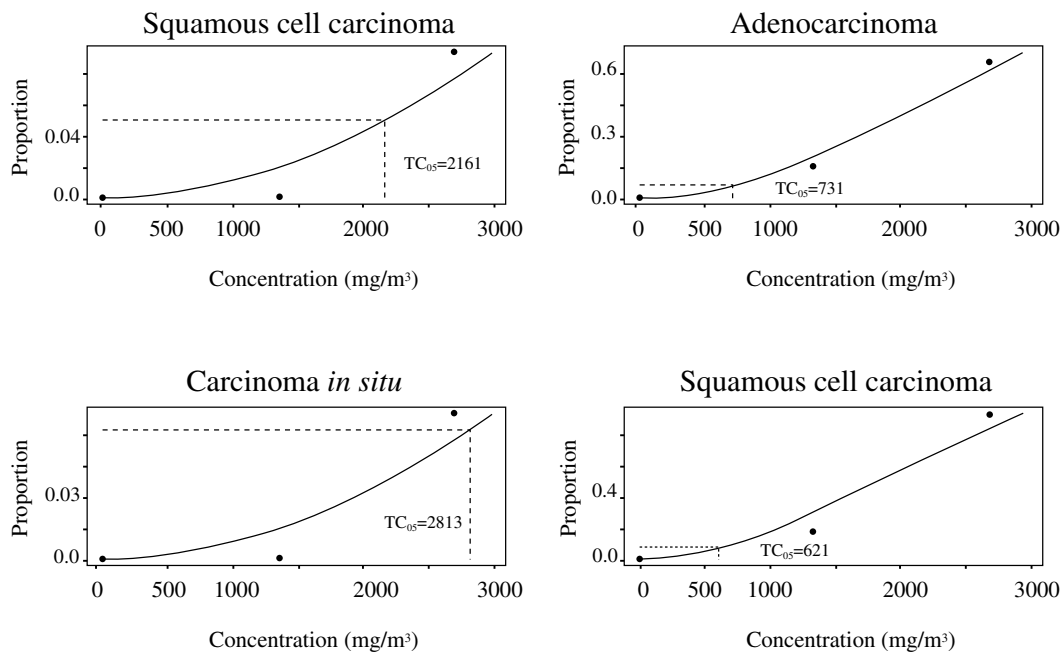 Squamous cell carcinoma
Proportion
0.04
0.0
TC₀₅=2161
0 500 1000 2000 3000
Concentration (mg/m³)
Adenocarcinoma
Proportion
0.6
0.3
0.0
TC₀₅=731
0 500 1000 2000 3000
Concentration (mg/m³)
Carcinoma in situ
Proportion
0.03
0.0
TC₀₅=2813
0 500 1000 2000 3000
Concentration (mg/m³)
Squamous cell carcinoma
Proportion
0.4
0.0
TC₀₅=621
0 500 1000 2000 3000
Concentration (mg/m³)